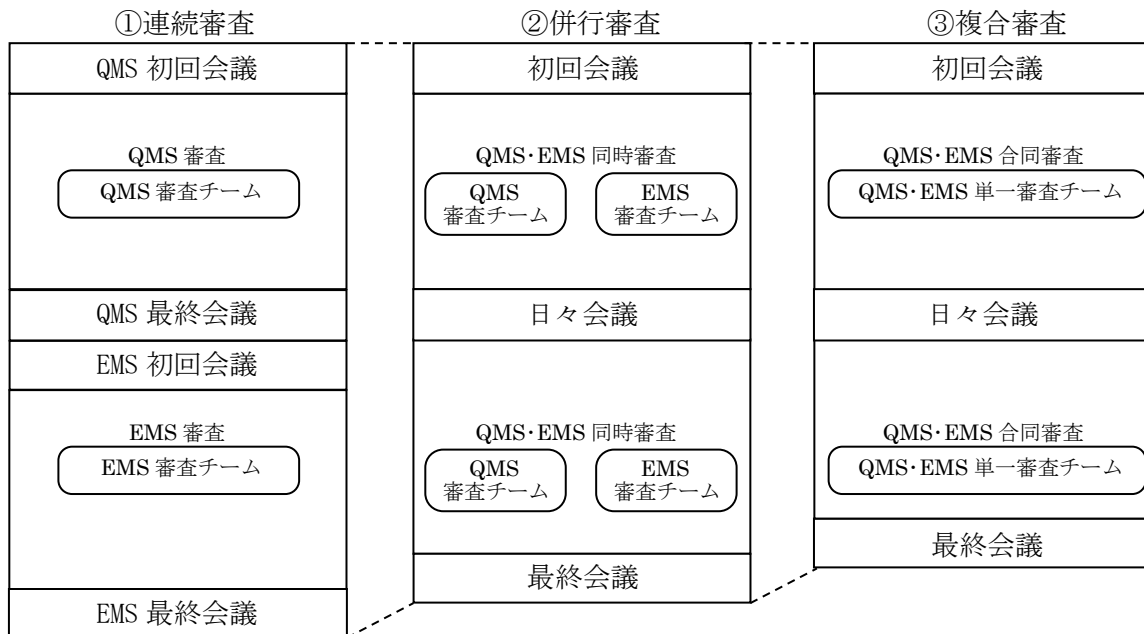 ①連続審査
QMS 初回会議
QMS 審査
QMS 審査チーム
QMS 最終会議
EMS 初回会議
EMS 審査
EMS 審査チーム
EMS 最終会議
②併行審査
初回会議
QMS･EMS 同時審査
QMS
審査チーム
EMS
審査チーム
日々会議
QMS･EMS 同時審査
QMS
審査チーム
EMS
審査チーム
最終会議
③複合審査
初回会議
QMS･EMS 合同審査
QMS･EMS 単一審査チーム
日々会議
QMS･EMS 合同審査
QMS･EMS 単一審査チーム
最終会議